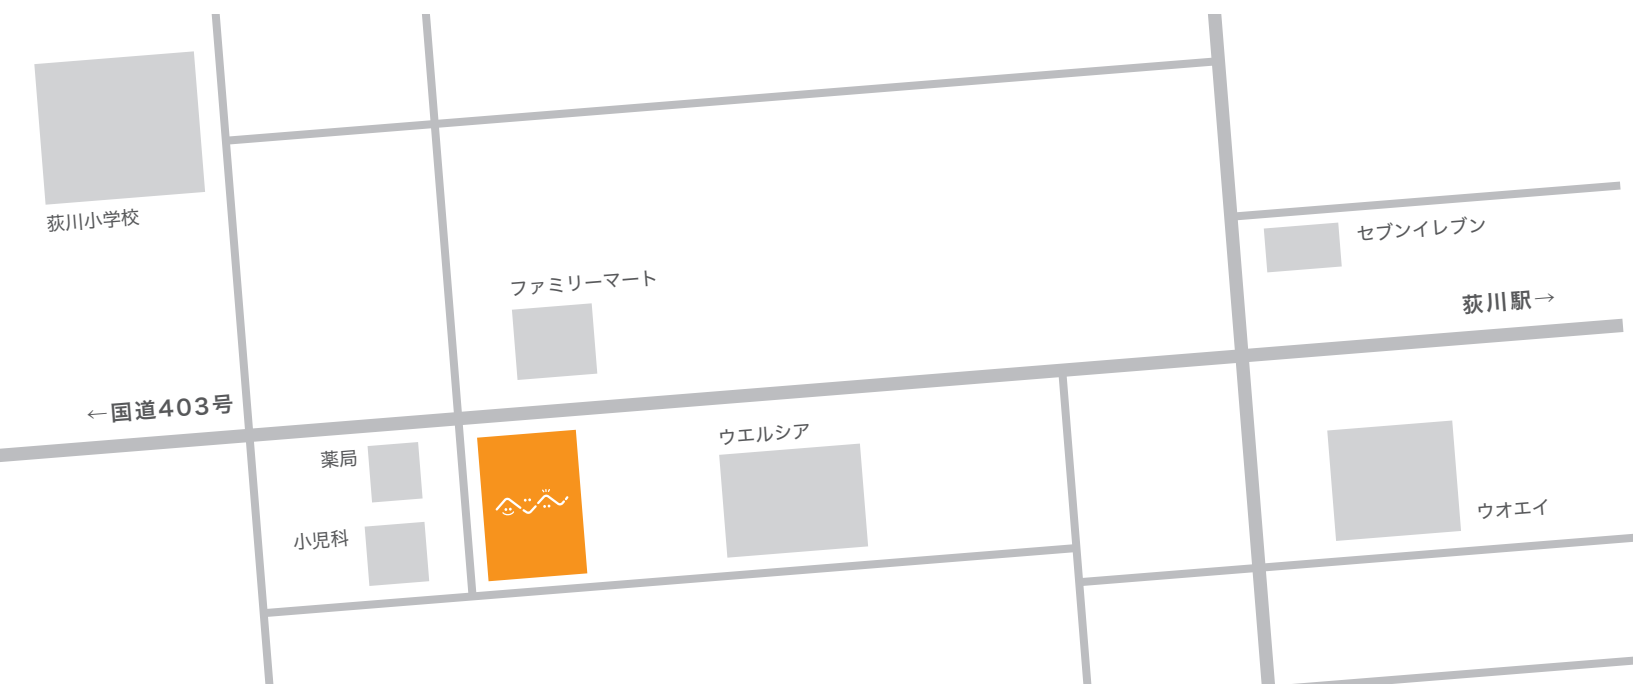 荻川小学校
セブンイレブン
ファミリーマート
荻川駅→
←国道403号
ウエルシア
薬局
小児科
ウオエイ